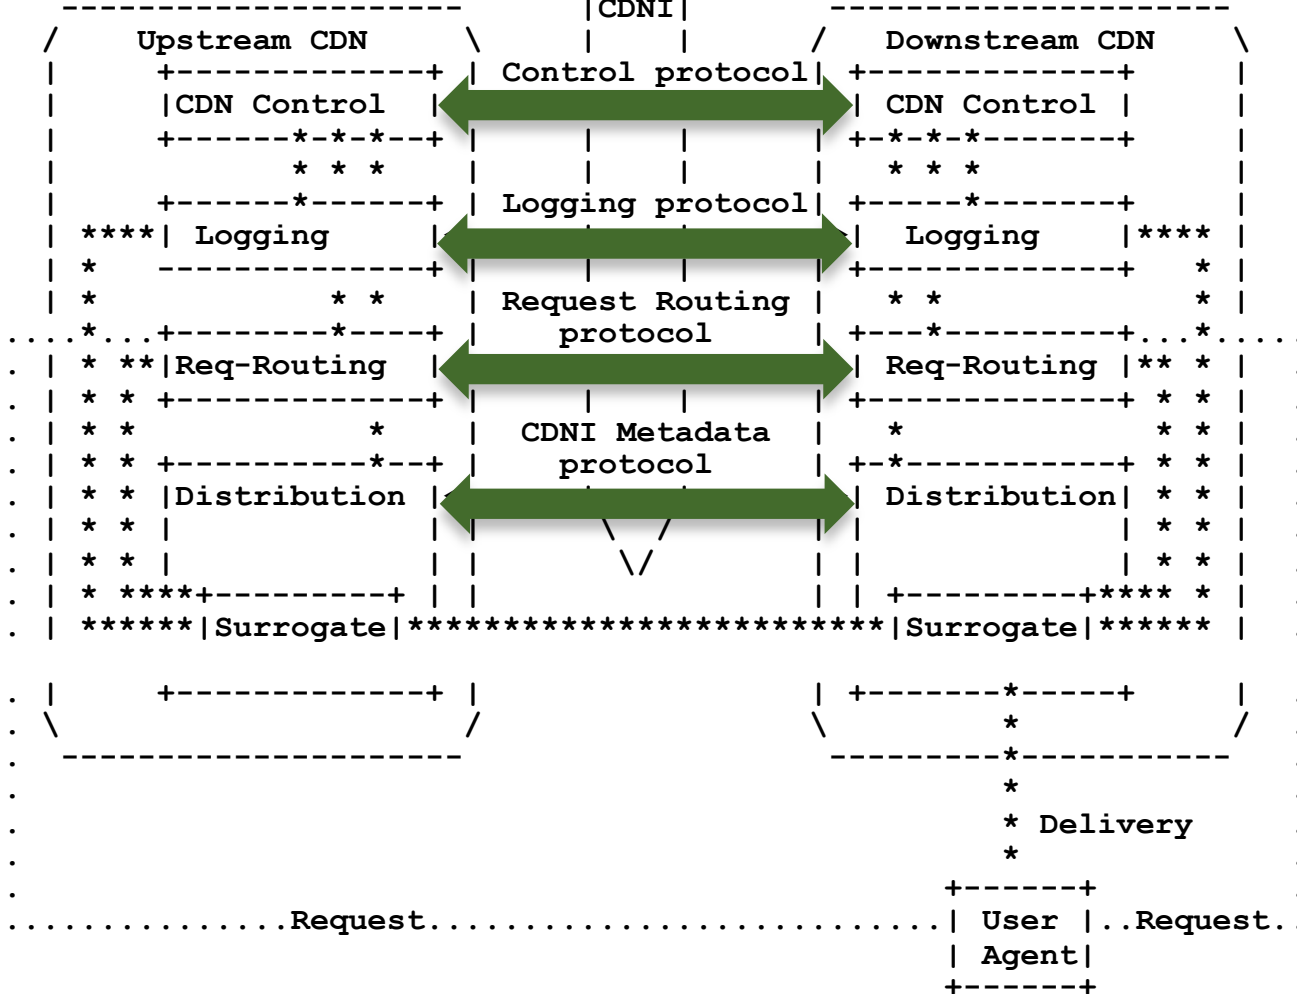 CDNI
Upstream CDN Downstream CDN
Control protocol
CDN Control CDN Control
Logging protocol
Logging Logging
Request Routing
protocol
Req-Routing Req-Routing
CDNI Metadata
protocol
Distribution Distribution
Surrogate Surrogate
Delivery
Request User Request
Agent